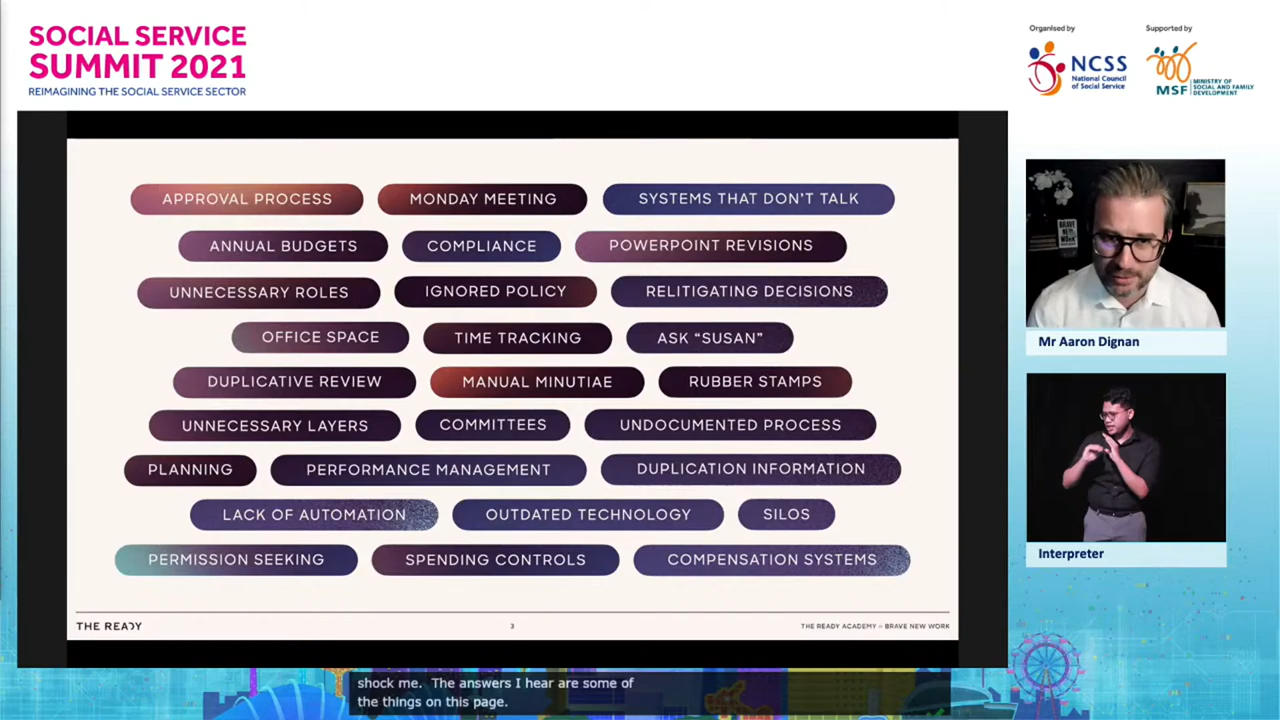 SOCIAL SERVICE
SUMMIT 2021
REIMAGINING THE SOCIAL SERVICE SECTOR
Organised by
NCSS
National Council
of Social Service
Supported by
MSF
MINISTRY OF
SOCIAL AND FAMILY
DEVELOPMENT
APPROVAL PROCESS MONDAY MEETING SYSTEMS THAT DON'T TALK
ANNUAL BUDGETS COMPLIANCE POWERPOINT REVISIONS
UNNECESSARY ROLES IGNORED POLICY RELITIGATING DECISIONS
OFFICE SPACE TIME TRACKING ASK “SUSAN”
DUPLICATIVE REVIEW MANUAL MINUTIAE RUBBER STAMPS
UNNECESSARY LAYERS COMMITTEES UNDOCUMENTED PROCESS
PLANNING PERFORMANCE MANAGEMENT DUPLICATION INFORMATION
LACK OF AUTOMATION OUTDATED TECHNOLOGY SILOS
PERMISSION SEEKING SPENDING CONTROLS COMPENSATION SYSTEMS
THE READY 3 THE READY ACADEMY – BRAVE NEW WORK
BRAVE
NEW
WORK
Mr Aaron Dignan
Interpreter
shock me. The answers I hear are some of
the things on this page.